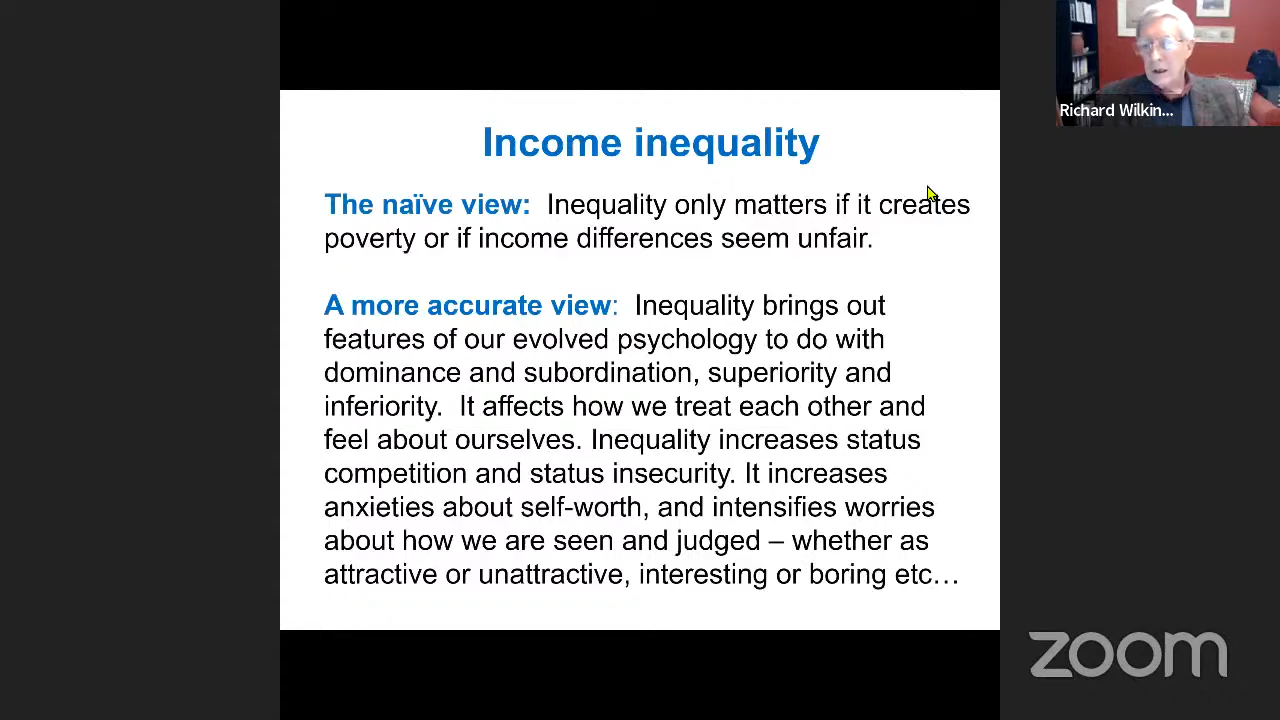 Richard Wilkin...
Income inequality
The naïve view: Inequality only matters if it creates
poverty or if income differences seem unfair.
A more accurate view: Inequality brings out
features of our evolved psychology to do with
dominance and subordination, superiority and
inferiority. It affects how we treat each other and
feel about ourselves. Inequality increases status
competition and status insecurity. It increases
anxieties about self-worth, and intensifies worries
about how we are seen and judged – whether as
attractive or unattractive, interesting or boring etc…
zoom